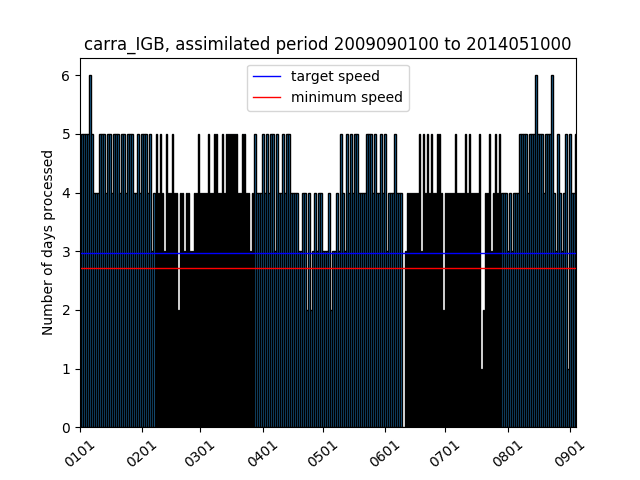 carra_IGB, assimilated period 2009090100 to 2014051000
target speed
minimum speed
Number of days processed
6
5
4
3
2
1
0
0101 0201 0301 0401 0501 0601 0701 0801 0901